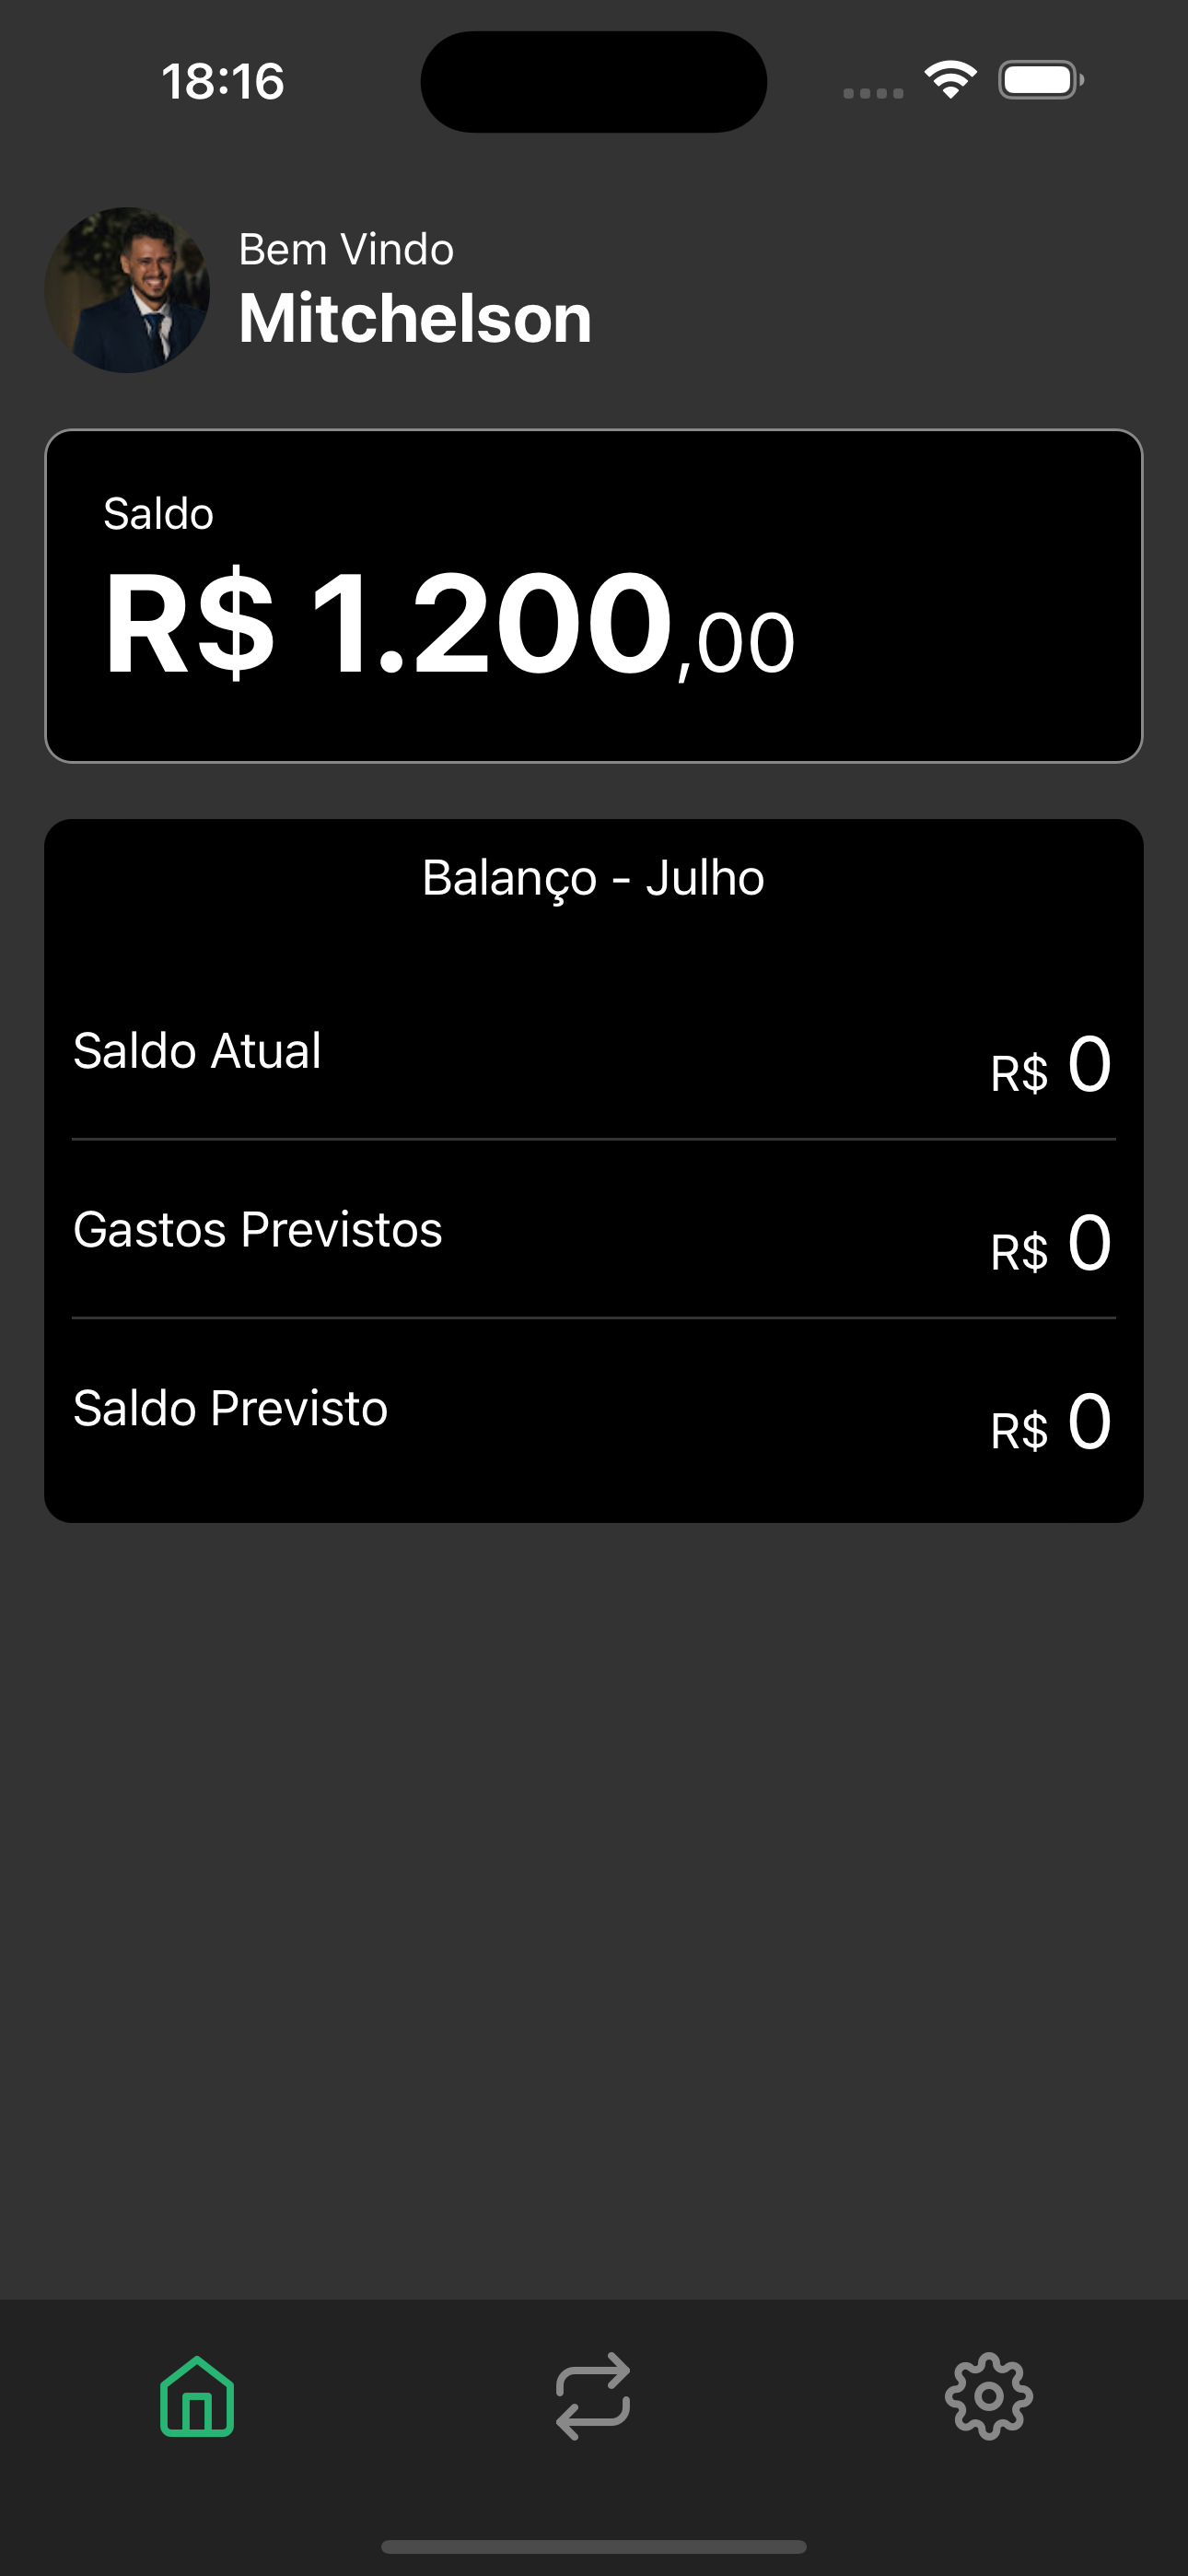 18:16
Bem Vindo
Mitchelson
Saldo
R$ 1.200,00
Balanço - Julho
Saldo Atual
R$ 0
Gastos Previstos
R$ 0
Saldo Previsto
R$ 0